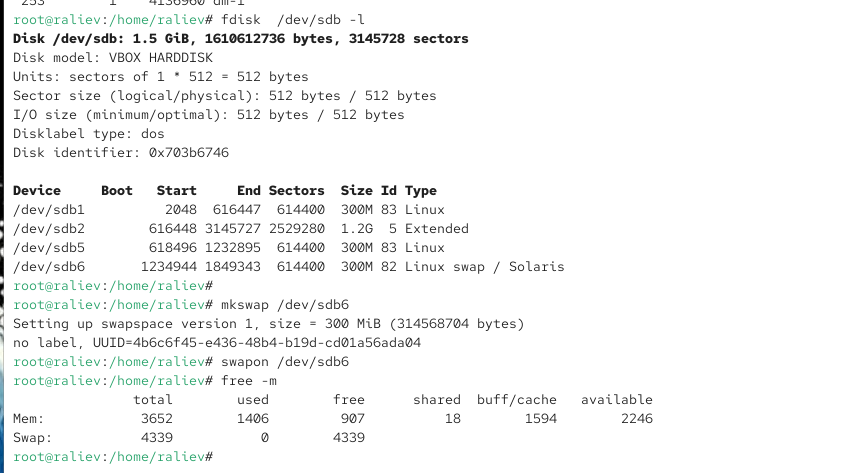 253 1 4136960 dm-1
root@raliev:/home/raliev# fdisk /dev/sdb -l
Disk /dev/sdb: 1.5 GiB, 1610612736 bytes, 3145728 sectors
Disk model: VBOX HARDDISK
Units: sectors of 1 * 512 = 512 bytes
Sector size (logical/physical): 512 bytes / 512 bytes
I/O size (minimum/optimal): 512 bytes / 512 bytes
Disklabel type: dos
Disk identifier: 0x703b6746
Device Boot Start End Sectors Size Id Type
/dev/sdb1 2048 616447 614400 300M 83 Linux
/dev/sdb2 616448 3145727 2529280 1.2G 5 Extended
/dev/sdb5 618496 1232895 614400 300M 83 Linux
/dev/sdb6 1234944 1849343 614400 300M 82 Linux swap / Solaris
root@raliev:/home/raliev#
root@raliev:/home/raliev# mkswap /dev/sdb6
Setting up swapspace version 1, size = 300 MiB (314568704 bytes)
no label, UUID=4b6c6f45-e436-48b4-b19d-cd01a56ada04
root@raliev:/home/raliev# swapon /dev/sdb6
root@raliev:/home/raliev# free -m
total used free shared buff/cache available
Mem: 3652 1406 907 18 1594 2246
Swap: 4339 0 4339
root@raliev:/home/raliev#